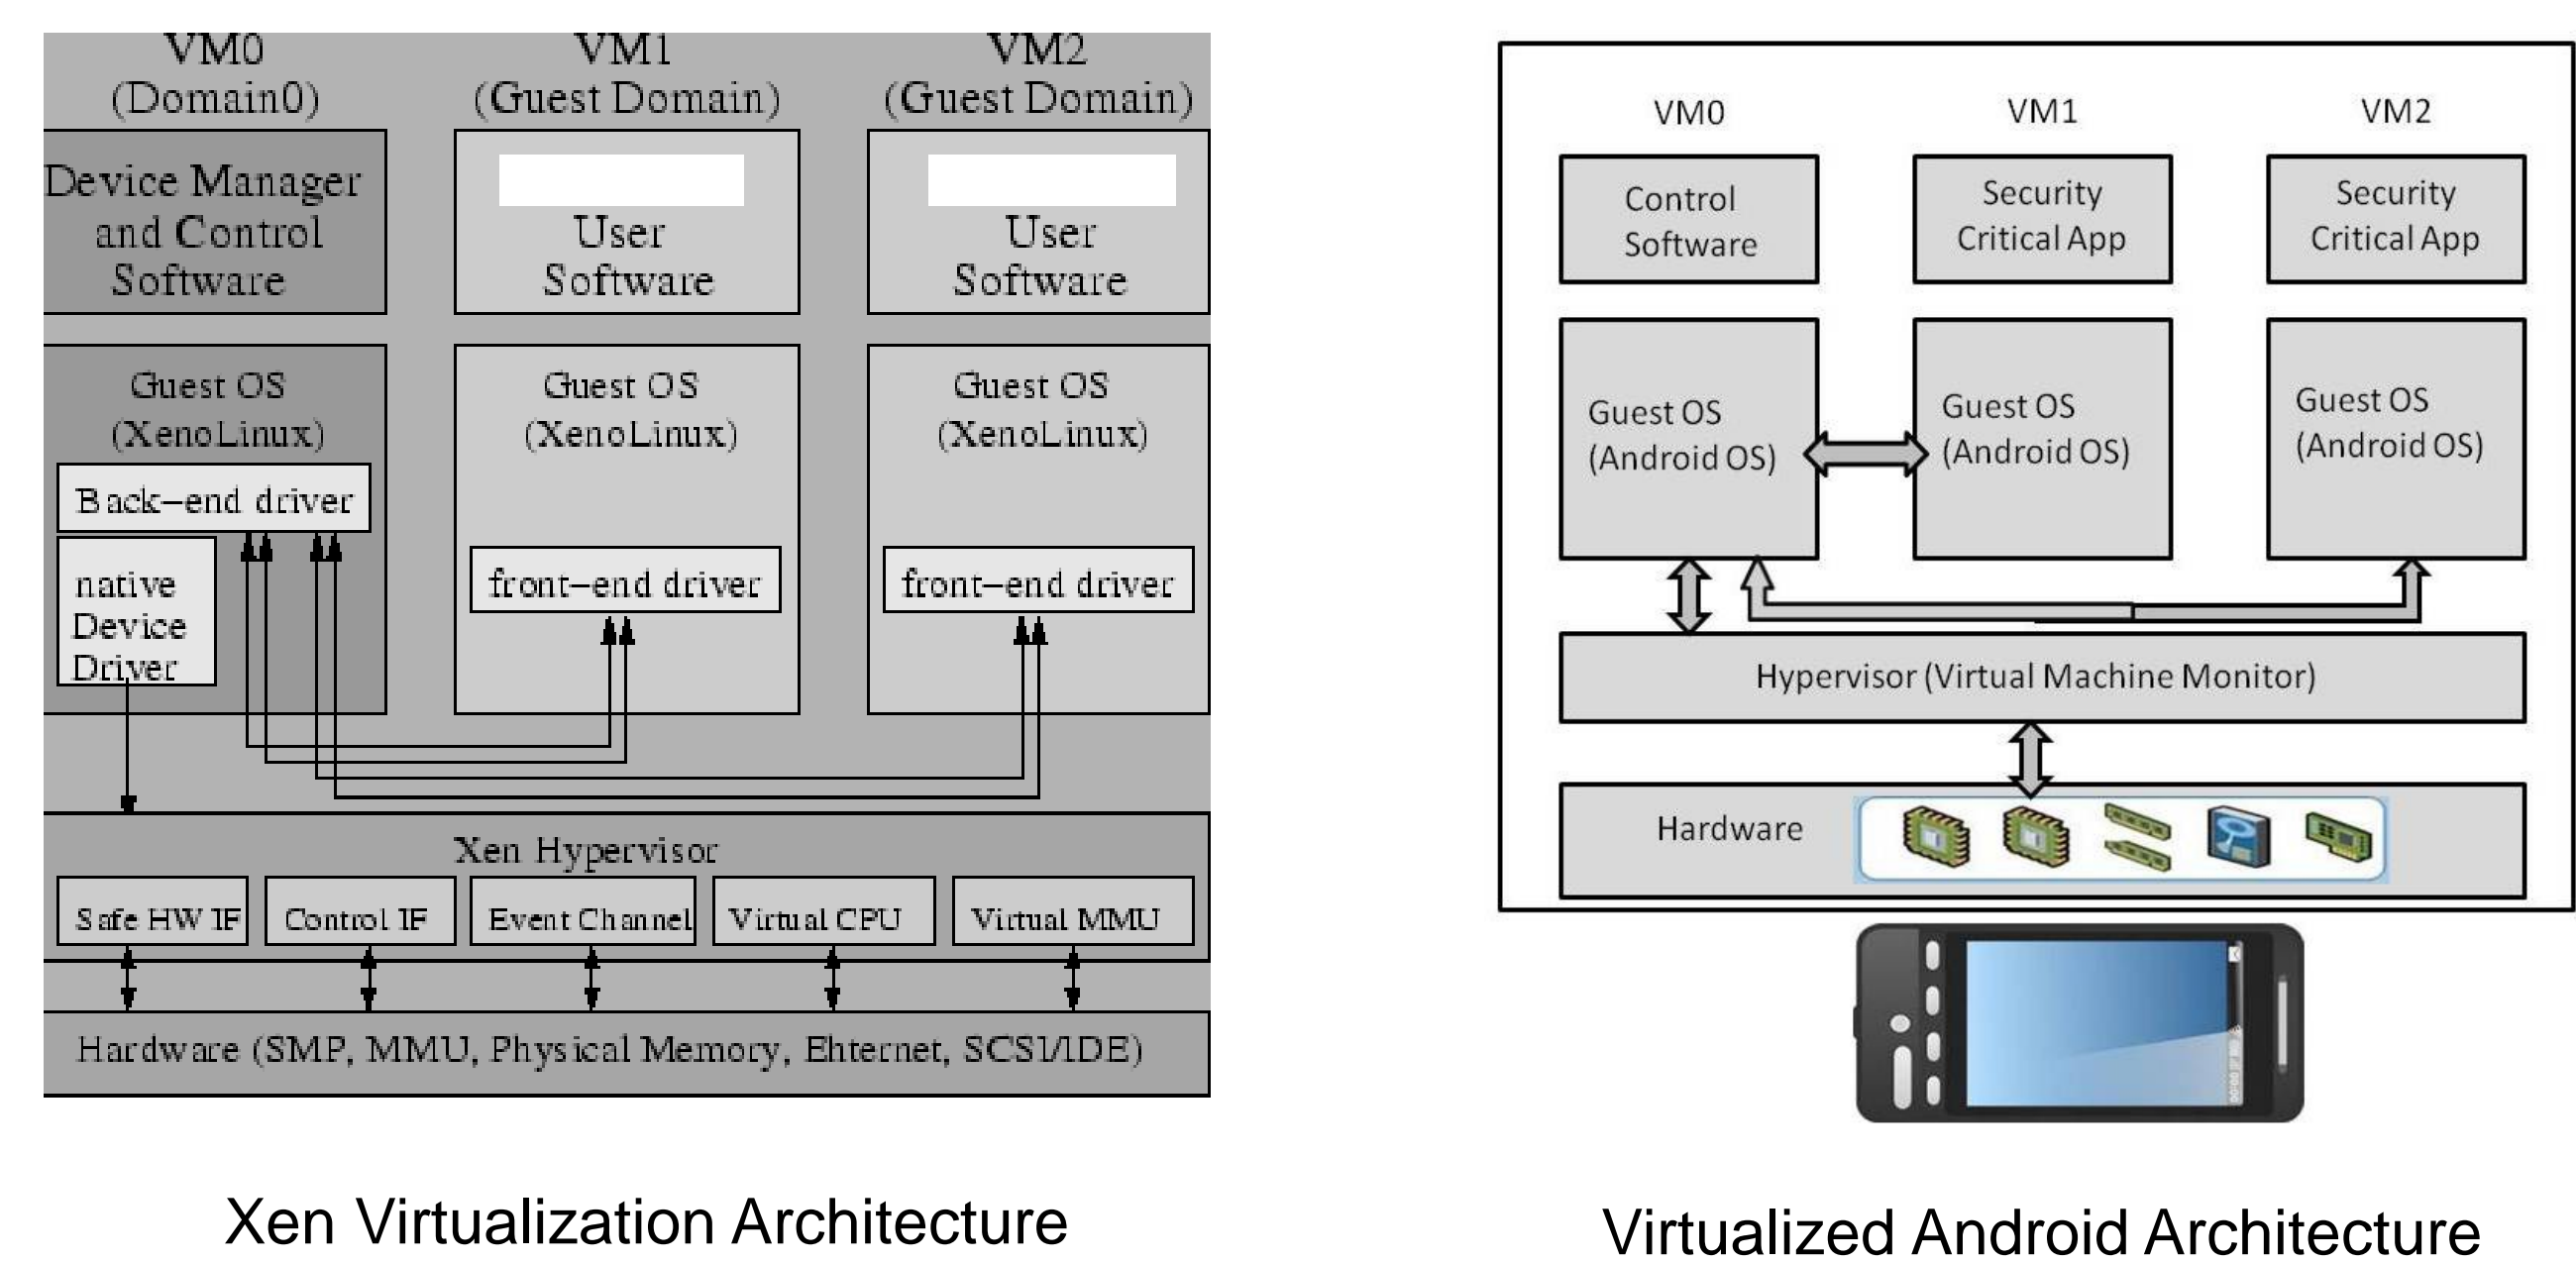 VM0
(Domain0)
VM1
(Guest Domain)
VM2
(Guest Domain)
Device Manager
and Control
Software
User
Software
User
Software
Guest OS
(XenoLinux)
Back-end driver
native
Device
Driver
Guest OS
(XenoLinux)
front-end driver
Guest OS
(XenoLinux)
front-end driver
Xen Hypervisor
Safe HW IF
Control IF
Event Channel
Virtual CPU
Virtual MMU
Hardware (SMP, MMU, Physical Memory, Ehternet, SCSI/IDE)
Xen Virtualization Architecture
VM0
VM1
VM2
Control
Software
Security
Critical App
Security
Critical App
Guest OS
(Android OS)
Guest OS
(Android OS)
Guest OS
(Android OS)
Hypervisor (Virtual Machine Monitor)
Hardware
Virtualized Android Architecture